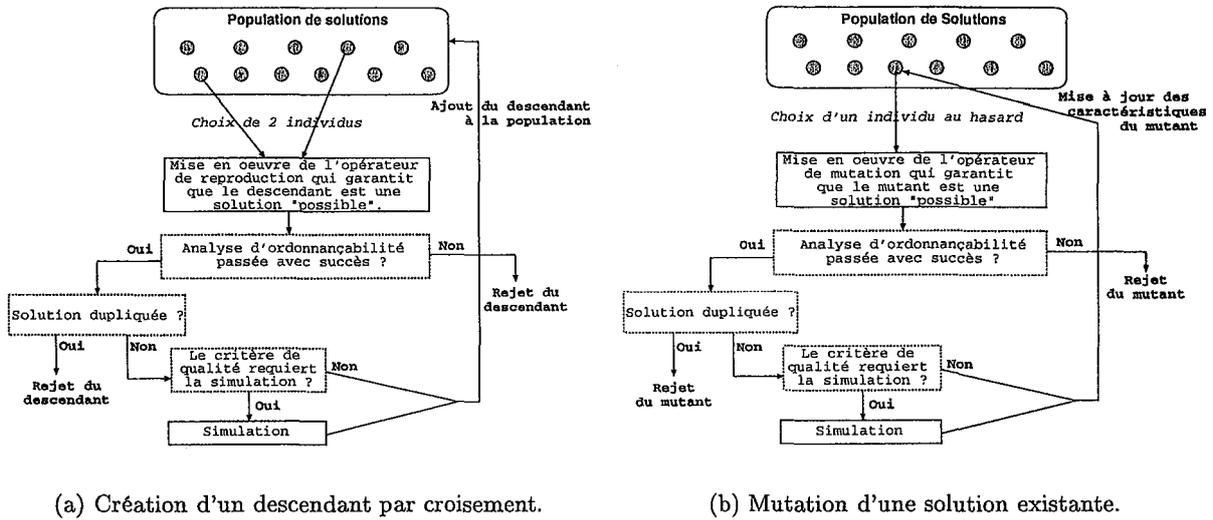 Population de solutions
Choix de 2 individus
Ajout du descendant
à la population
Mise en oeuvre de l'opérateur
de reproduction qui garantit
que le descendant est une
solution "possible".
Oui
Analyse d'ordonnançabilité
passée avec succès ?
Non
Rejet du
descendant
Solution dupliquée ?
Oui
Non
Rejet du
descendant
Le critère de
qualité requiert
la simulation ?
Non
Oui
Simulation
(a) Création d'un descendant par croisement.
Population de Solutions
Choix d'un individu au hasard
Mise à jour des
caractéristiques
du mutant
Mise en oeuvre de l'opérateur
de mutation qui garantit
que le mutant est une
solution "possible"
Oui
Analyse d'ordonnançabilité
passée avec succès ?
Non
Rejet
du mutant
Solution dupliquée ?
Oui
Non
Rejet
du mutant
Le critère de
qualité requiert
la simulation ?
Non
Oui
Simulation
(b) Mutation d'une solution existante.